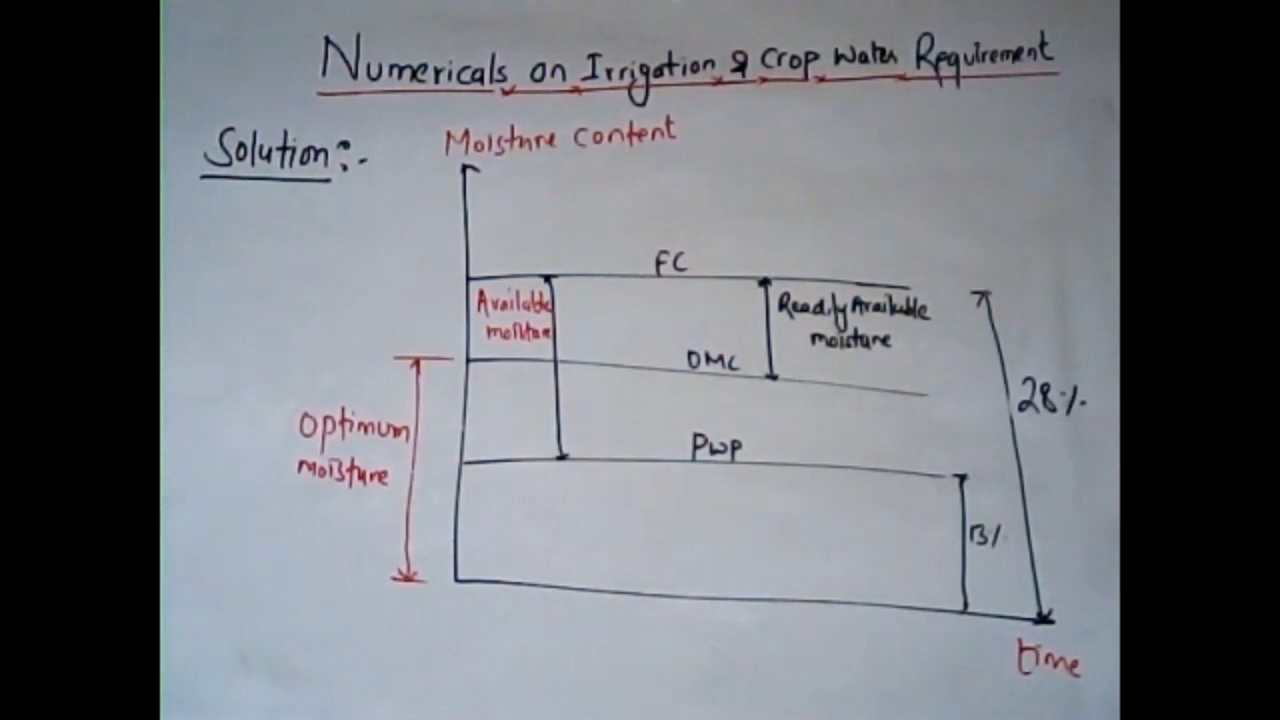 Numericals on Irrigation & Crop Water Requirement
Solution:-
Moisture content
FC
Available
moisture
Readily Available
moisture
OMC
28%
Optimum
moisture
PWP
13%
time